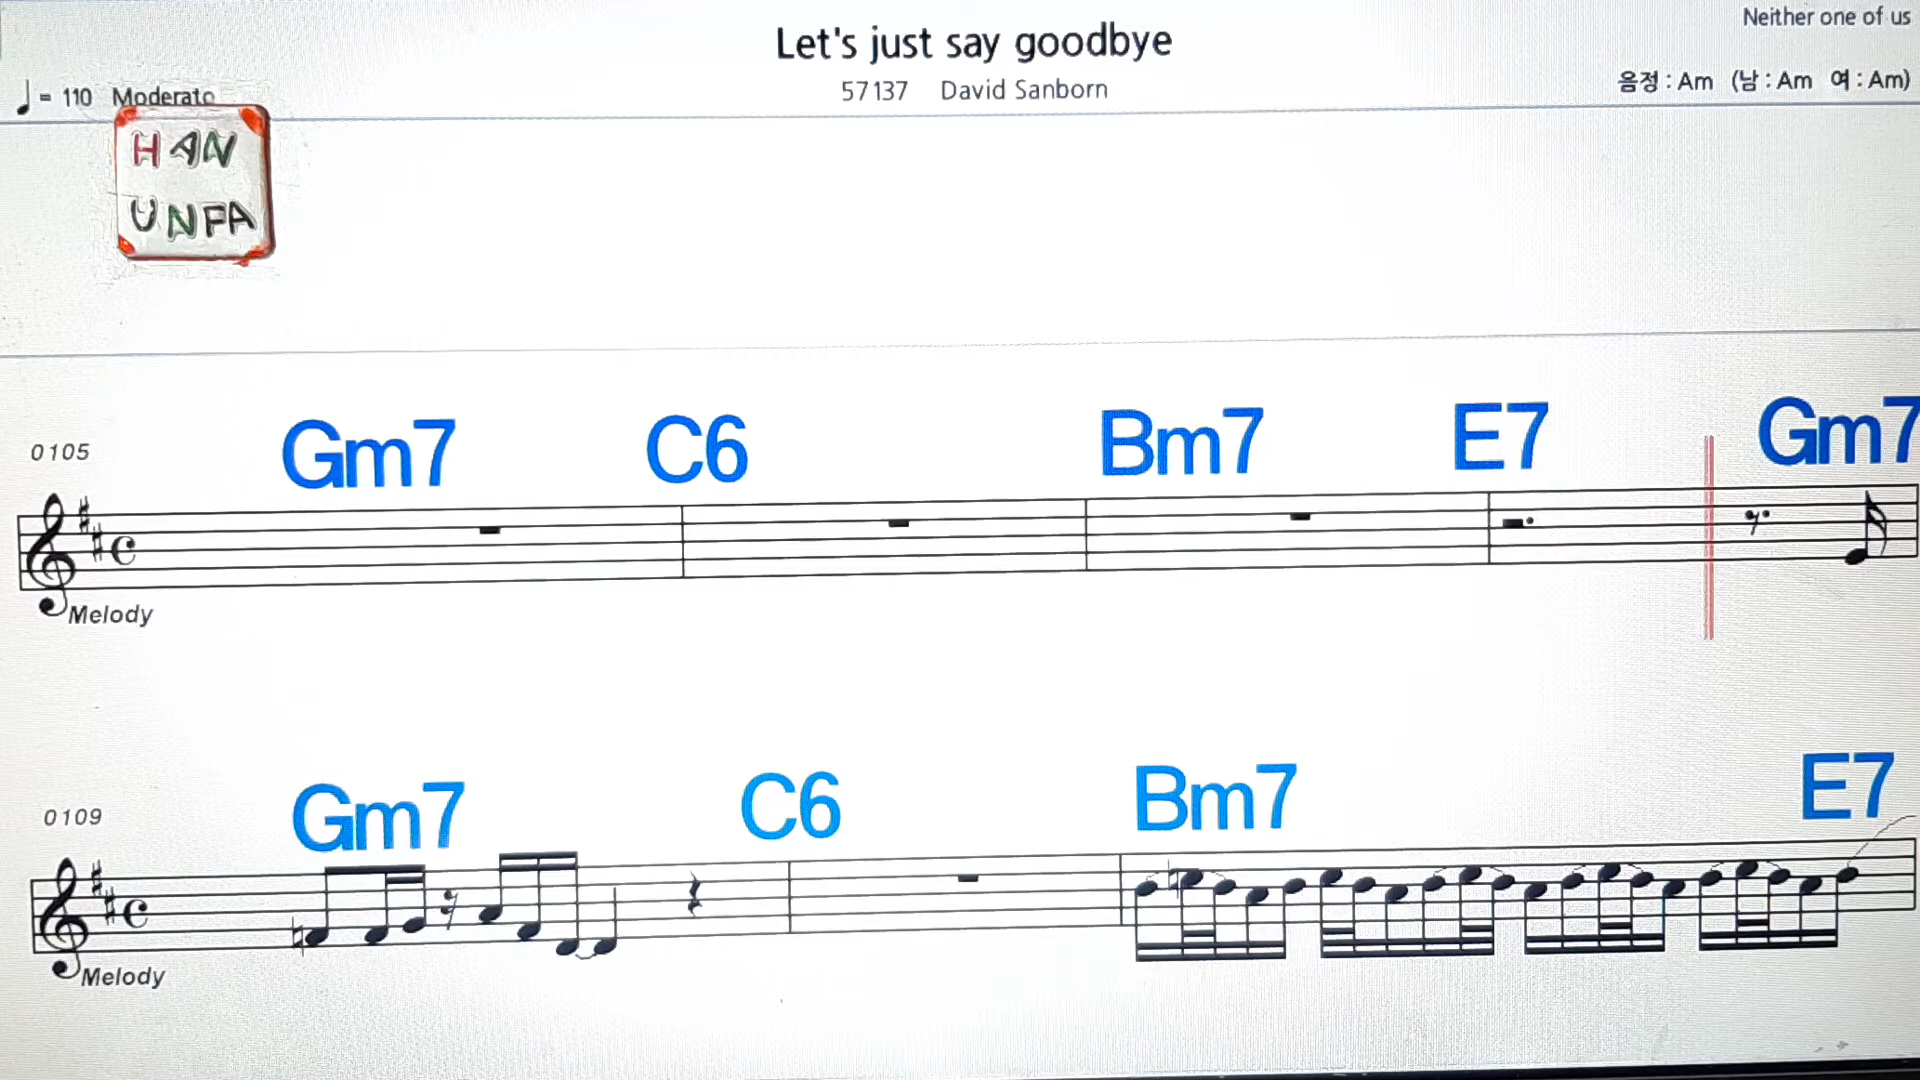 Neither one of us
Let's just say goodbye
57137 David Sanborn
음정 : Am (남 : Am 여 : Am)
♩ = 110 Moderato
HAN
UNFA
0105 Gm7 C6 Bm7 E7 Gm7
Melody
0109 Gm7 C6 Bm7 E7
Melody